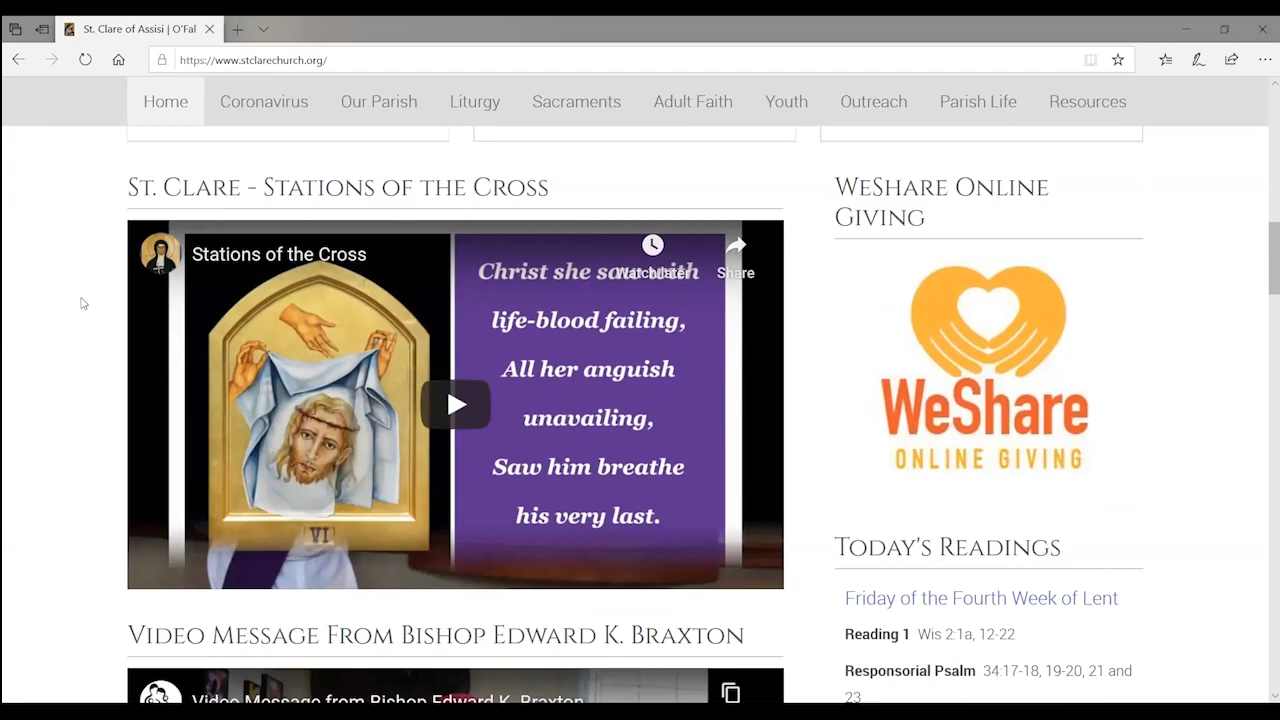 St. Clare of Assisi | O'Fal
https://www.stclarechurch.org/
Home Coronavirus Our Parish Liturgy Sacraments Adult Faith Youth Outreach Parish Life Resources
St. Clare - Stations of the Cross
Stations of the Cross
Watch later
Share
Christ she saw with
life-blood failing,
All her anguish
unavailing,
Saw him breathe
his very last.
VI
Video Message From Bishop Edward K. Braxton
Video Message from Bishop Edward K. Braxton
WeShare Online
Giving
WeShare
ONLINE GIVING
Today's Readings
Friday of the Fourth Week of Lent
Reading 1 Wis 2:1a, 12-22
Responsorial Psalm 34:17-18, 19-20, 21 and
23